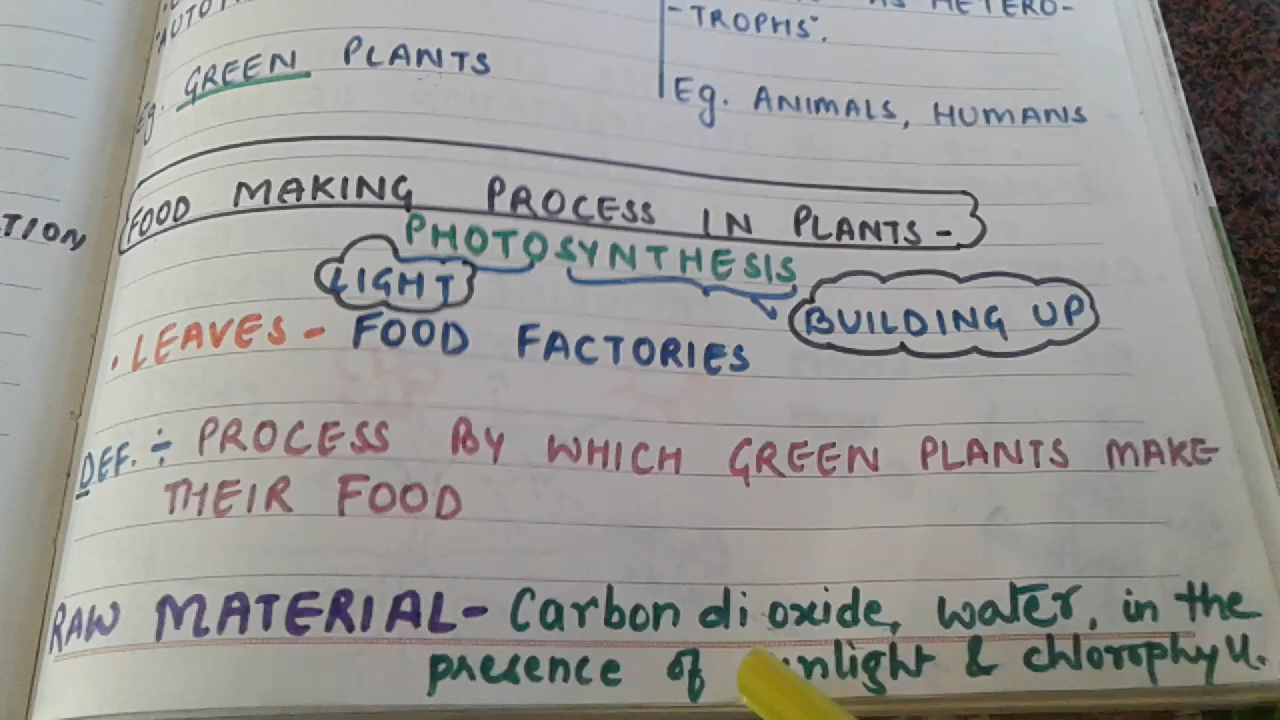 - TROPHS".
Eg. GREEN PLANTS
Eg. ANIMALS, HUMANS
TION
FOOD MAKING PROCESS IN PLANTS -
PHOTOSYNTHESIS
LIGHT
BUILDING UP
. LEAVES - FOOD FACTORIES
DEF. ÷ PROCESS BY WHICH GREEN PLANTS MAKE
THEIR FOOD
RAW MATERIAL - Carbon di oxide, water, in the
presence of & chlorophyll.